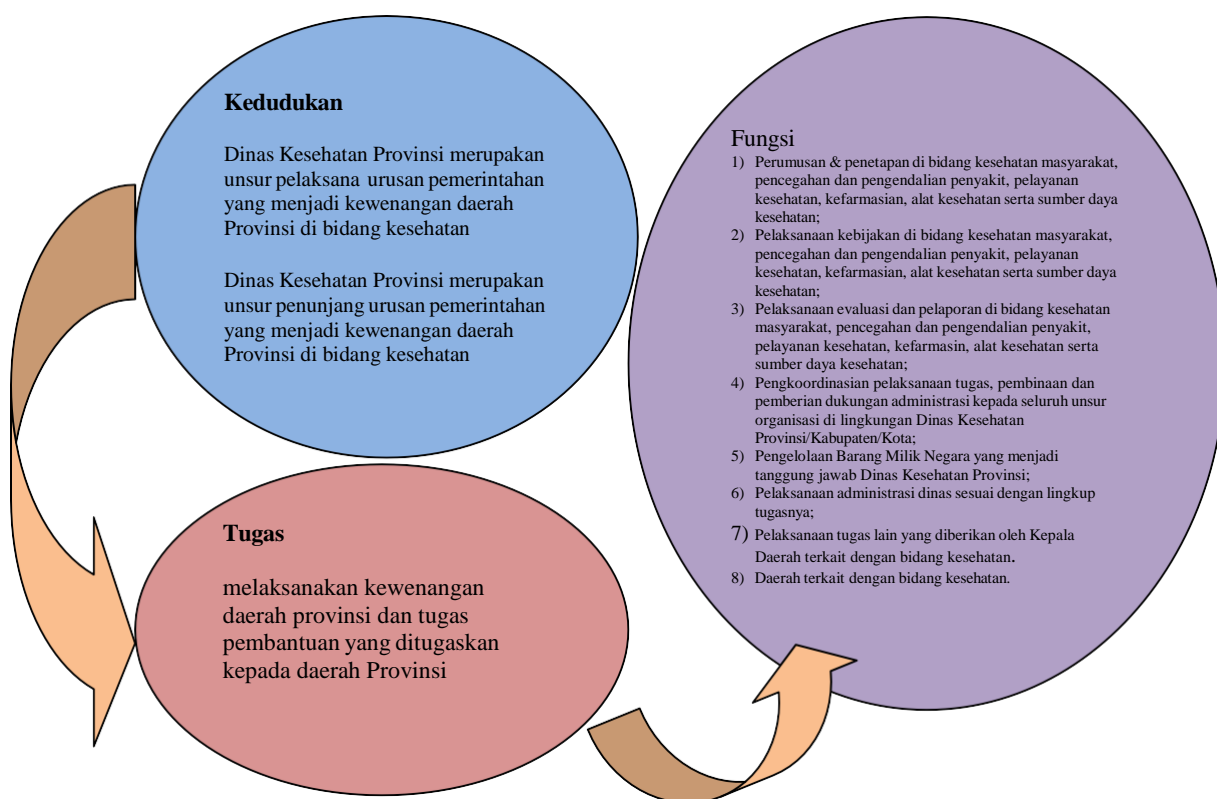 Kedudukan
Dinas Kesehatan Provinsi merupakan
unsur pelaksana urusan pemerintahan
yang menjadi kewenangan daerah
Provinsi di bidang kesehatan
Dinas Kesehatan Provinsi merupakan
unsur penunjang urusan pemerintahan
yang menjadi kewenangan daerah
Provinsi di bidang kesehatan
Tugas
melaksanakan kewenangan
daerah provinsi dan tugas
pembantuan yang ditugaskan
kepada daerah Provinsi
Fungsi
1) Perumusan & penetapan di bidang kesehatan masyarakat,
pencegahan dan pengendalian penyakit, pelayanan
kesehatan, kefarmasian, alat kesehatan serta sumber daya
kesehatan;
2) Pelaksanaan kebijakan di bidang kesehatan masyarakat,
pencegahan dan pengendalian penyakit, pelayanan
kesehatan, kefarmasian, alat kesehatan serta sumber daya
kesehatan;
3) Pelaksanaan evaluasi dan pelaporan di bidang kesehatan
masyarakat, pencegahan dan pengendalian penyakit,
pelayanan kesehatan, kefarmasin, alat kesehatan serta
sumber daya kesehatan;
4) Pengkoordinasian pelaksanaan tugas, pembinaan dan
pemberian dukungan administrasi kepada seluruh unsur
organisasi di lingkungan Dinas Kesehatan
Provinsi/Kabupaten/Kota;
5) Pengelolaan Barang Milik Negara yang menjadi
tanggung jawab Dinas Kesehatan Provinsi;
6) Pelaksanaan administrasi dinas sesuai dengan lingkup
tugasnya;
7) Pelaksanaan tugas lain yang diberikan oleh Kepala
Daerah terkait dengan bidang kesehatan.
8) Daerah terkait dengan bidang kesehatan.